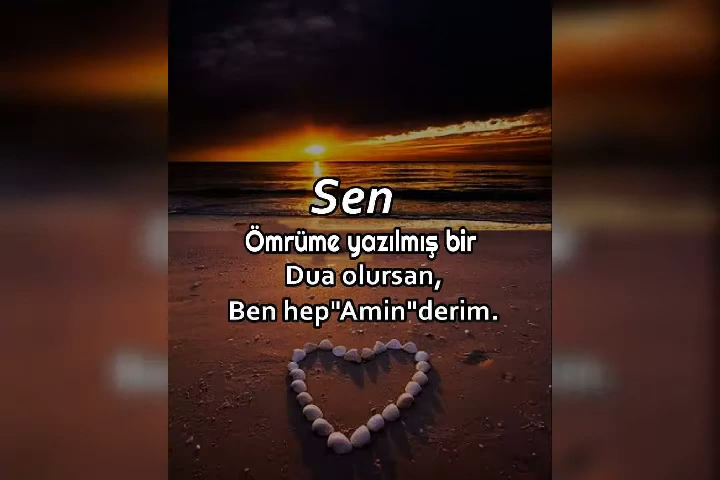 Sen
Ömrüme yazılmış bir
Dua olursan,
Ben hep"Amin"derim.